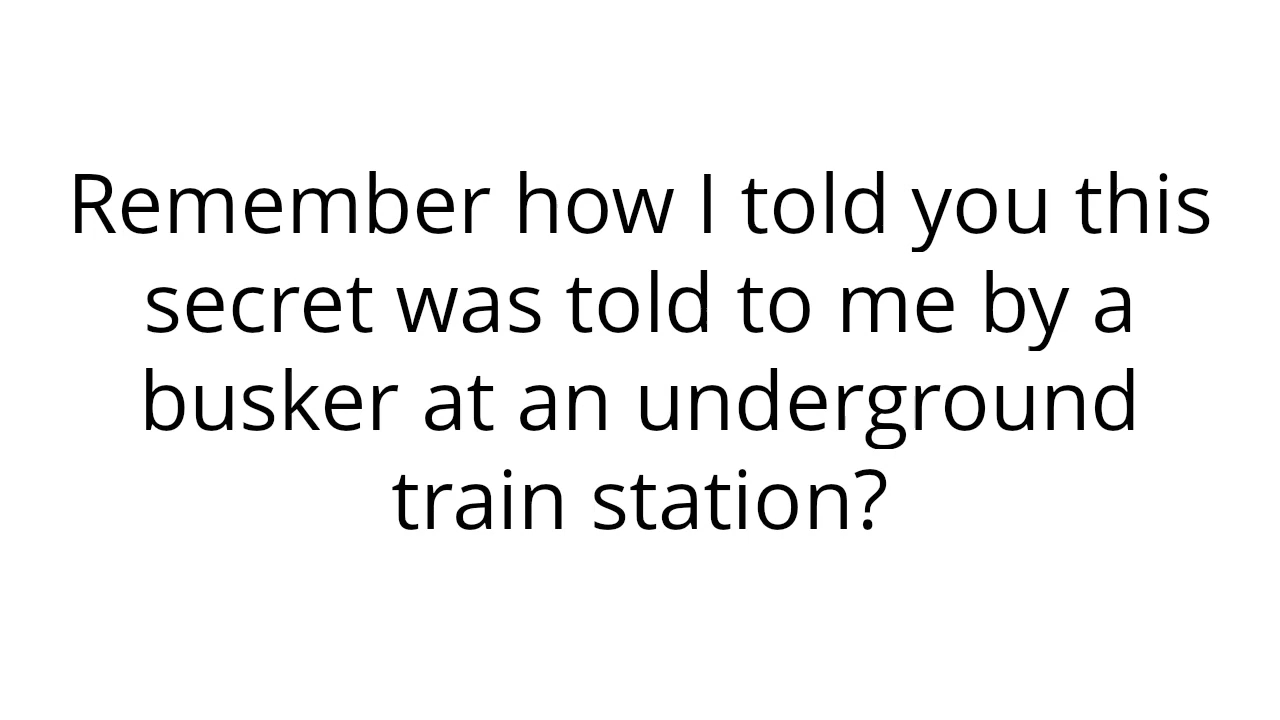 Remember how I told you this
secret was told to me by a
busker at an underground
train station?